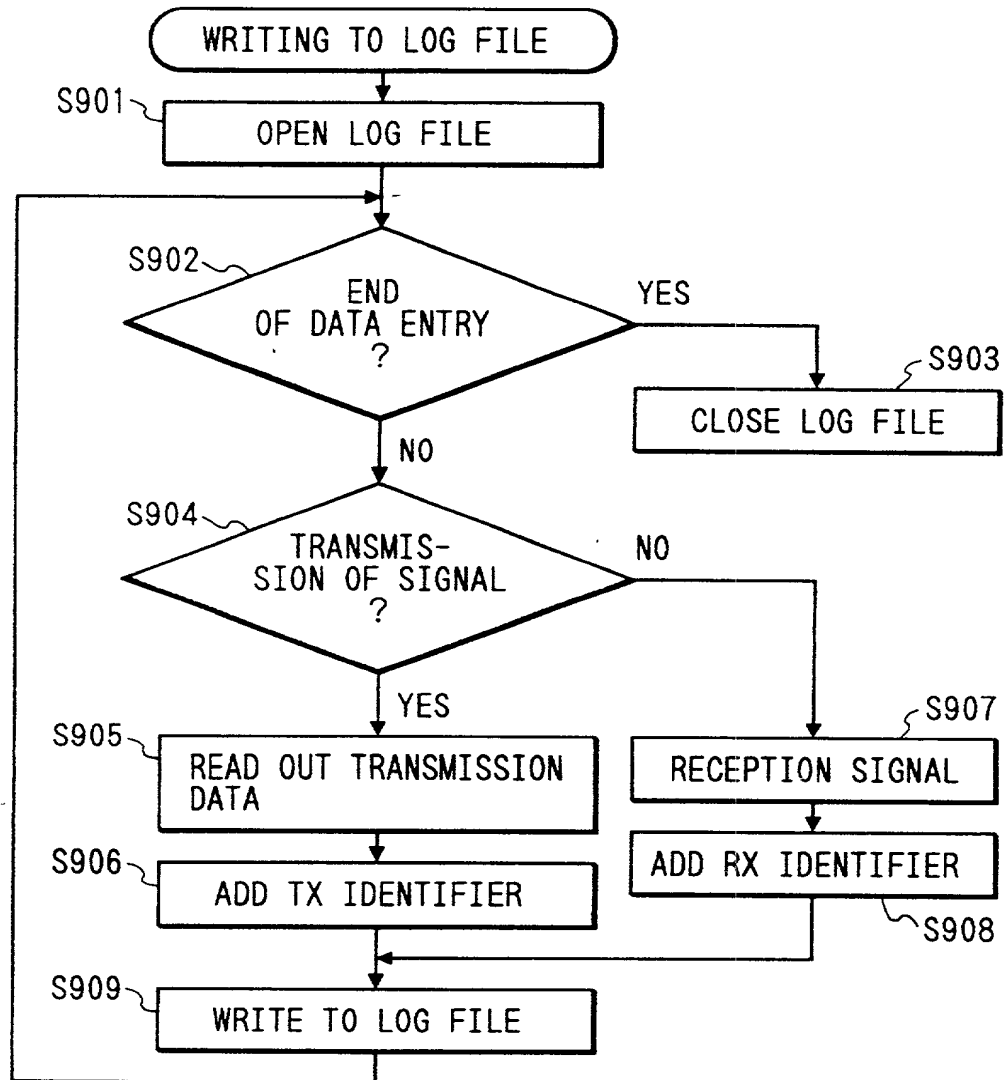 WRITING TO LOG FILE
S901
OPEN LOG FILE
S902
END
OF DATA ENTRY
?
YES
S903
CLOSE LOG FILE
NO
S904
TRANSMIS-
SION OF SIGNAL
?
NO
YES
S905
READ OUT TRANSMISSION
DATA
S907
RECEPTION SIGNAL
S906
ADD TX IDENTIFIER
ADD RX IDENTIFIER
S908
S909
WRITE TO LOG FILE